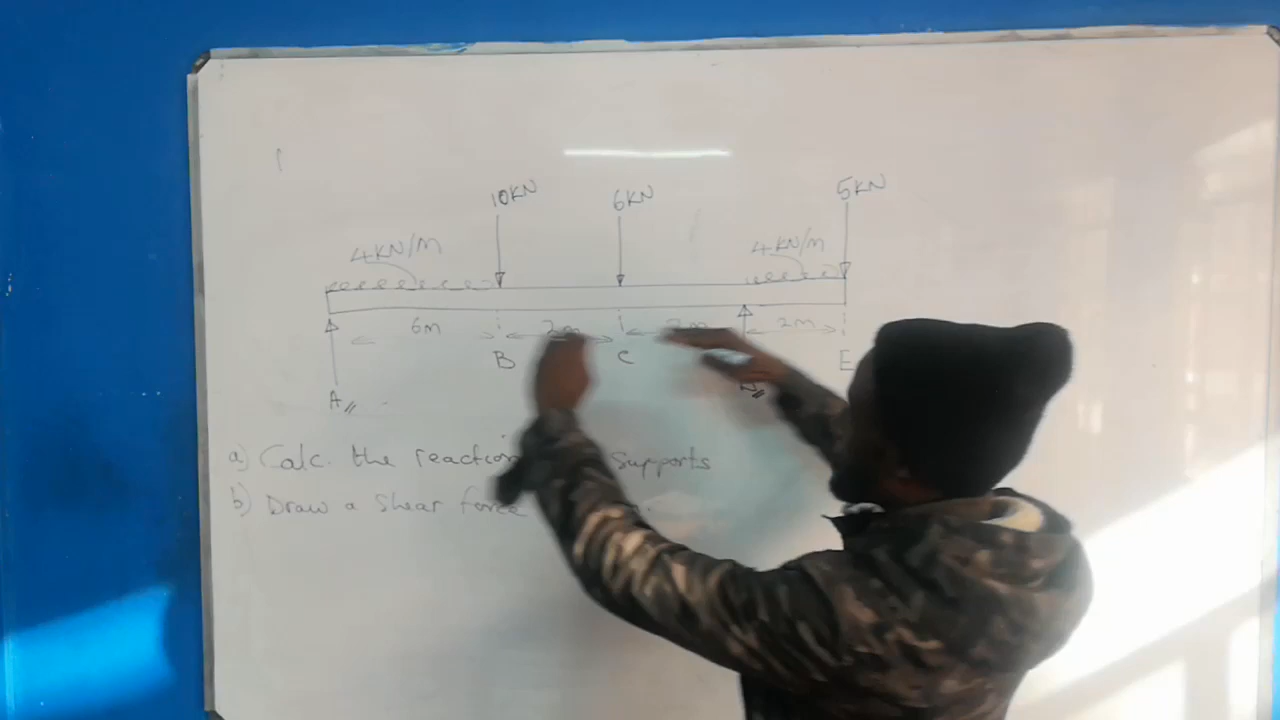 10KN 6KN 5KN
4KN/m 4KN/m
6m 2m 2m 2m
B C E
A
a) Calc. the reaction supports
b) Draw a Shear force